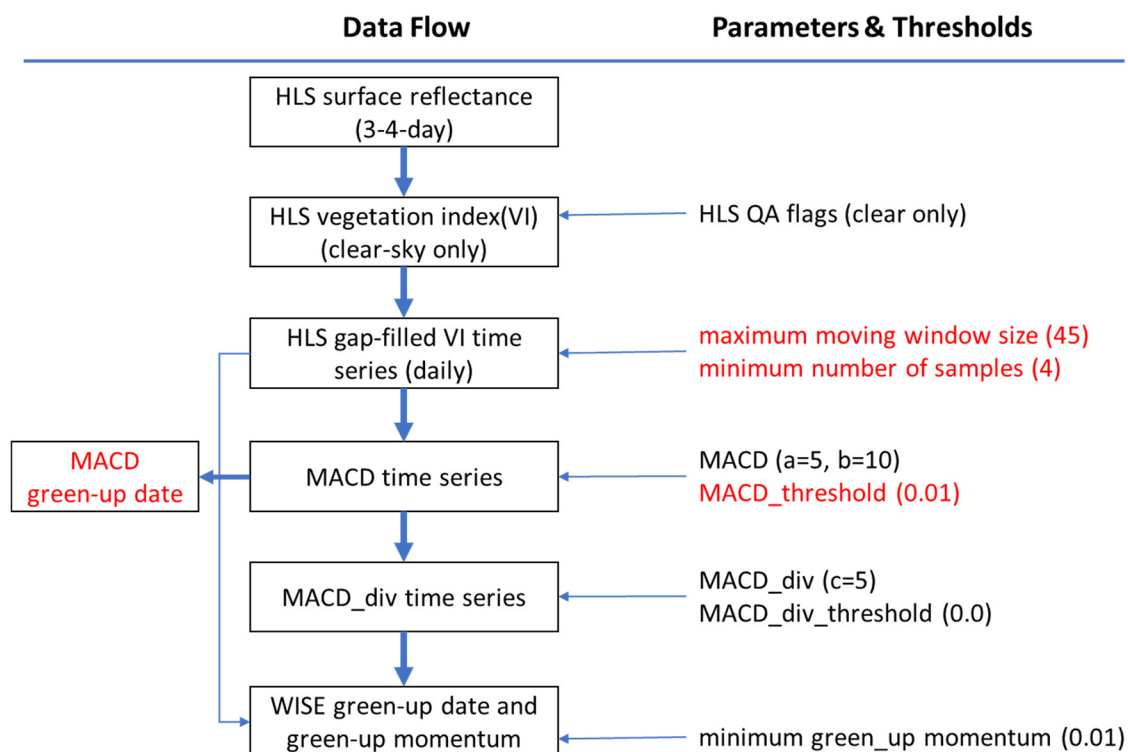 Data Flow
Parameters & Thresholds
HLS surface reflectance
(3-4-day)
HLS vegetation index(VI)
(clear-sky only)
HLS QA flags (clear only)
HLS gap-filled VI time
series (daily)
maximum moving window size (45)
minimum number of samples (4)
MACD
green-up date
MACD time series
MACD (a=5, b=10)
MACD_threshold (0.01)
MACD_div time series
MACD_div (c=5)
MACD_div_threshold (0.0)
WISE green-up date and
green-up momentum
minimum green_up momentum (0.01)